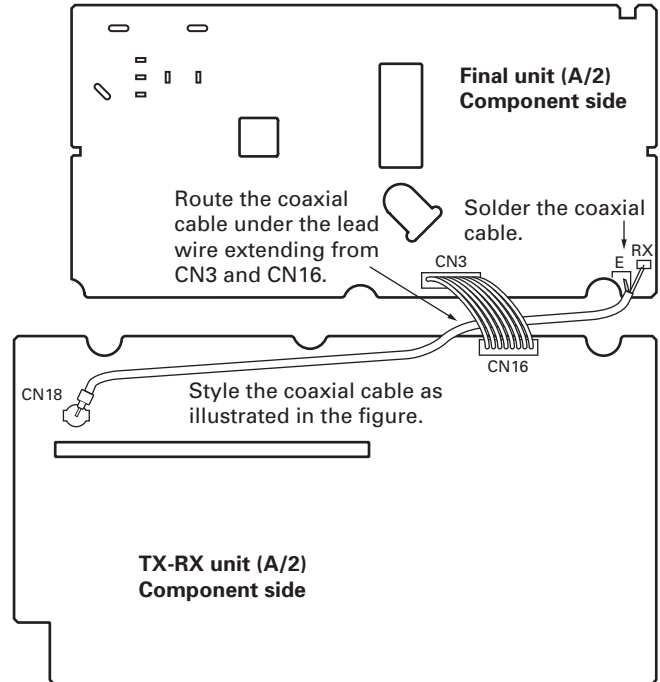 Final unit (A/2)
Component side
Route the coaxial
cable under the lead
wire extending from
CN3 and CN16.
Solder the coaxial
cable.
CN3
E
RX
CN16
CN18
Style the coaxial cable as
illustrated in the figure.
TX-RX unit (A/2)
Component side